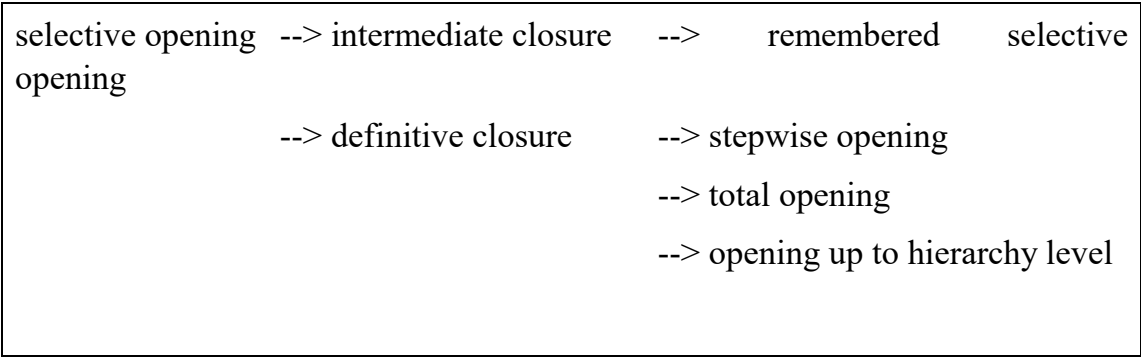 selective opening --> intermediate closure --> remembered selective
opening
--> definitive closure --> stepwise opening
--> total opening
--> opening up to hierarchy level